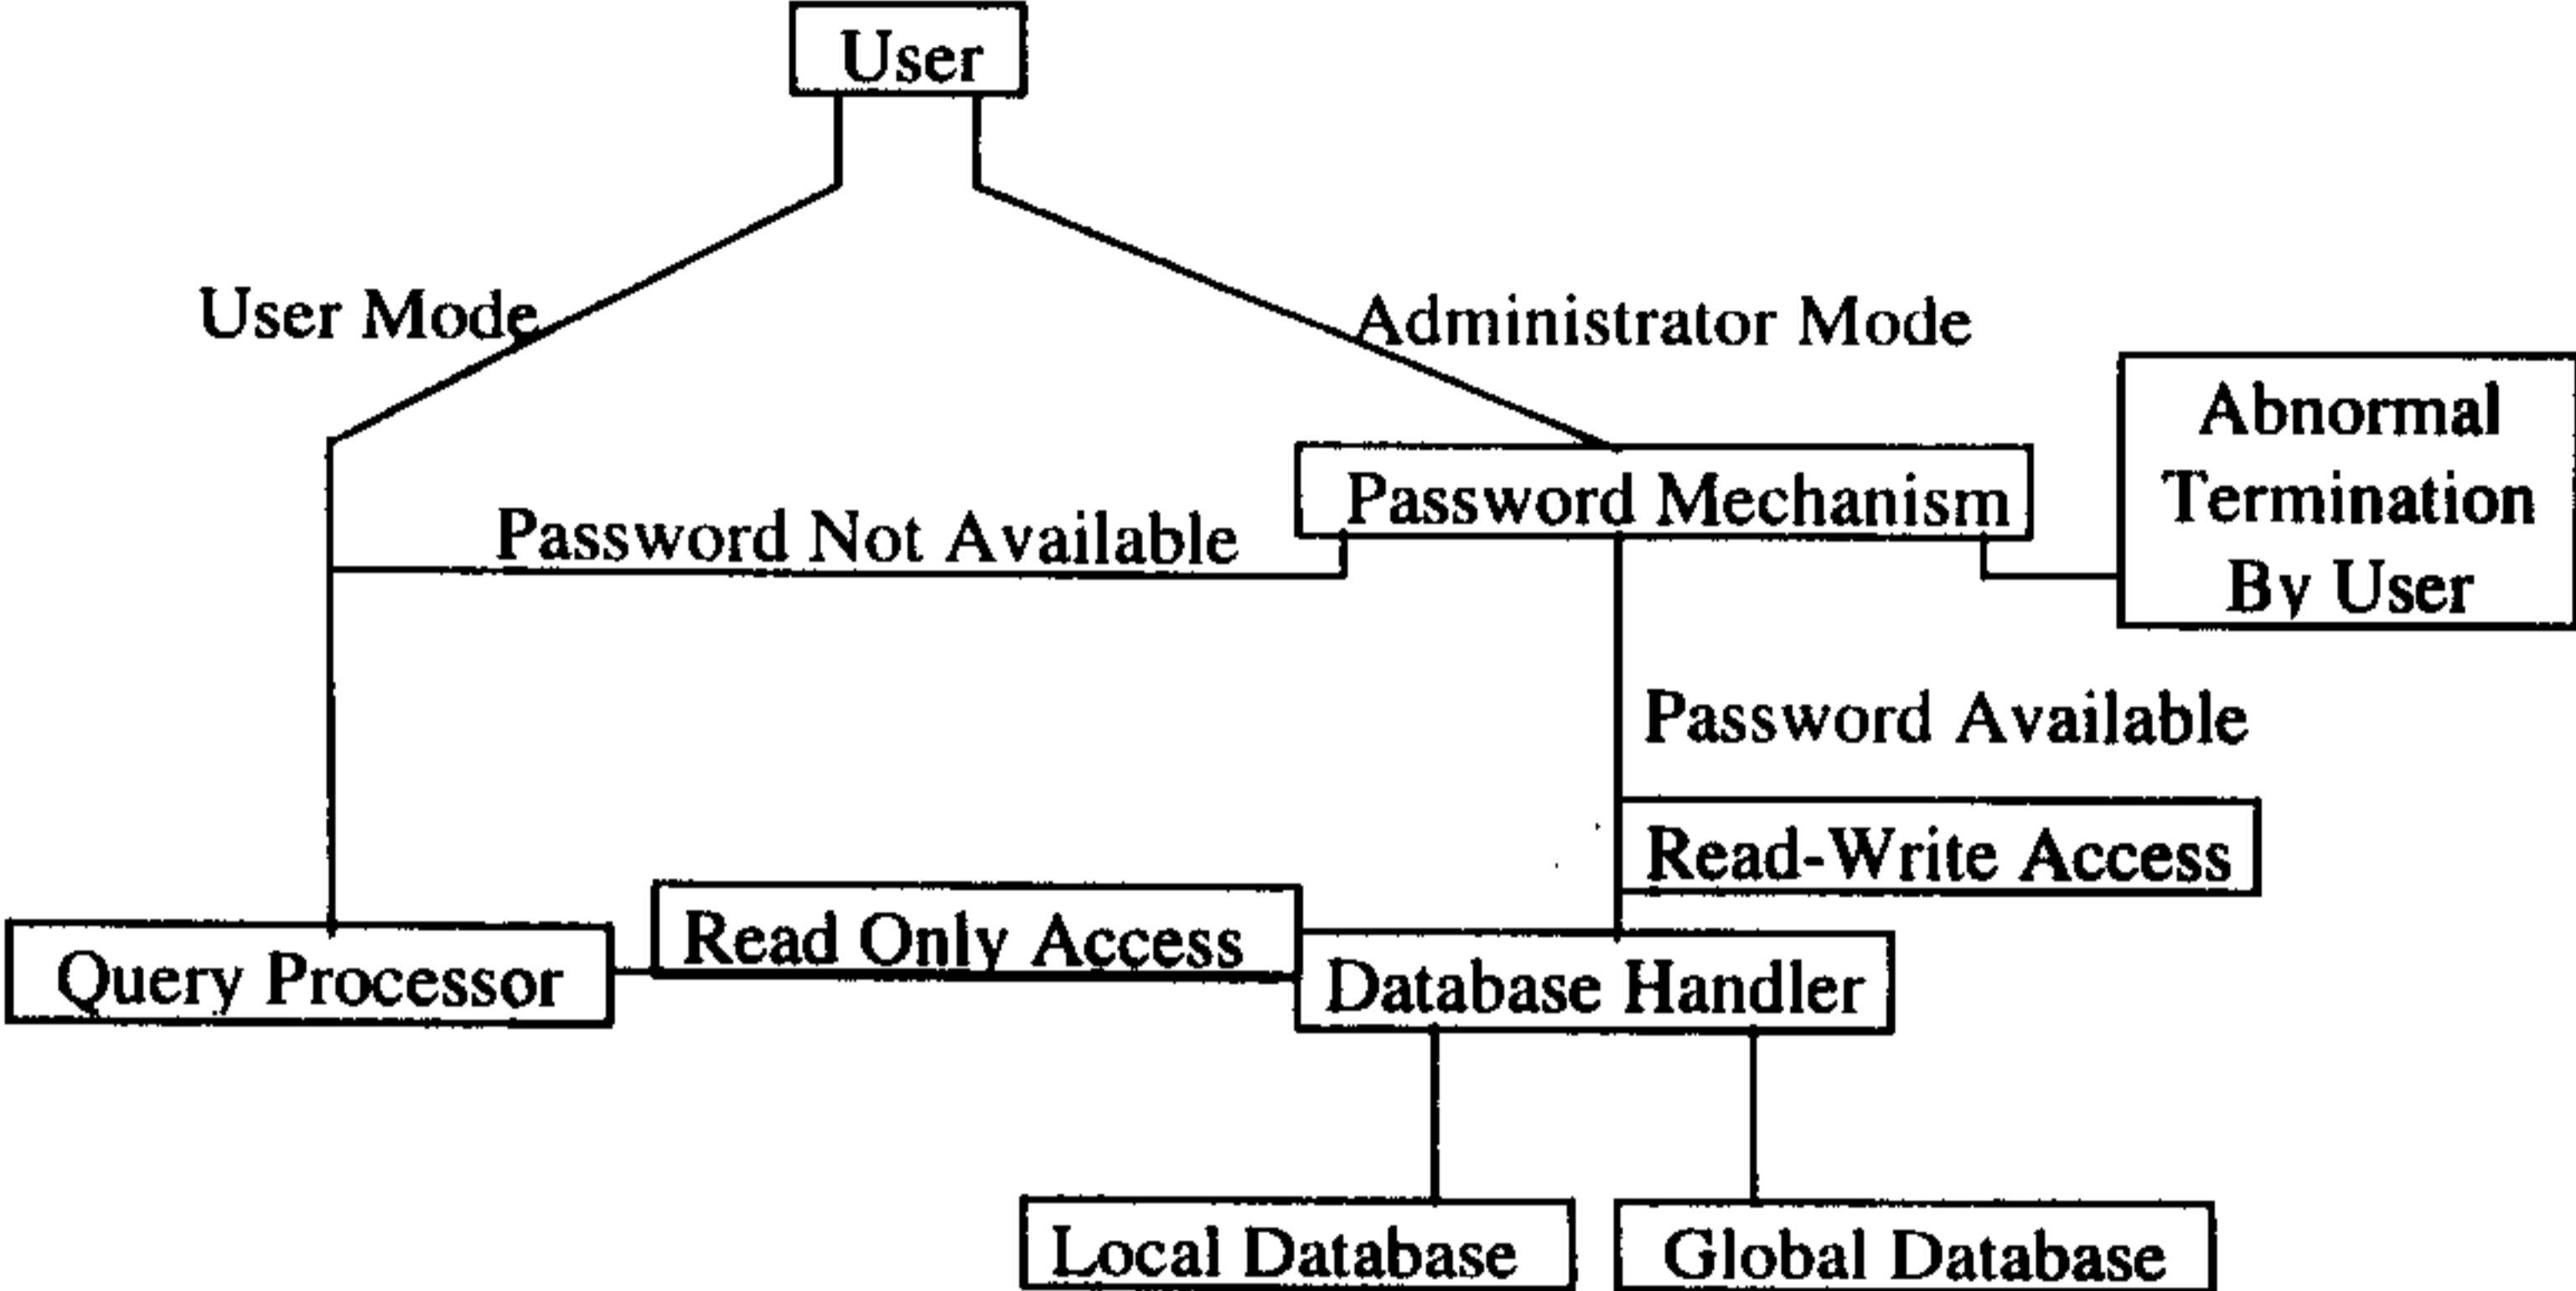 User
User Mode
Administrator Mode
Abnormal
Termination
By User
Password Mechanism
Password Not Available
Password Available
Read-Write Access
Read Only Access
Query Processor
Database Handler
Local Database
Global Database